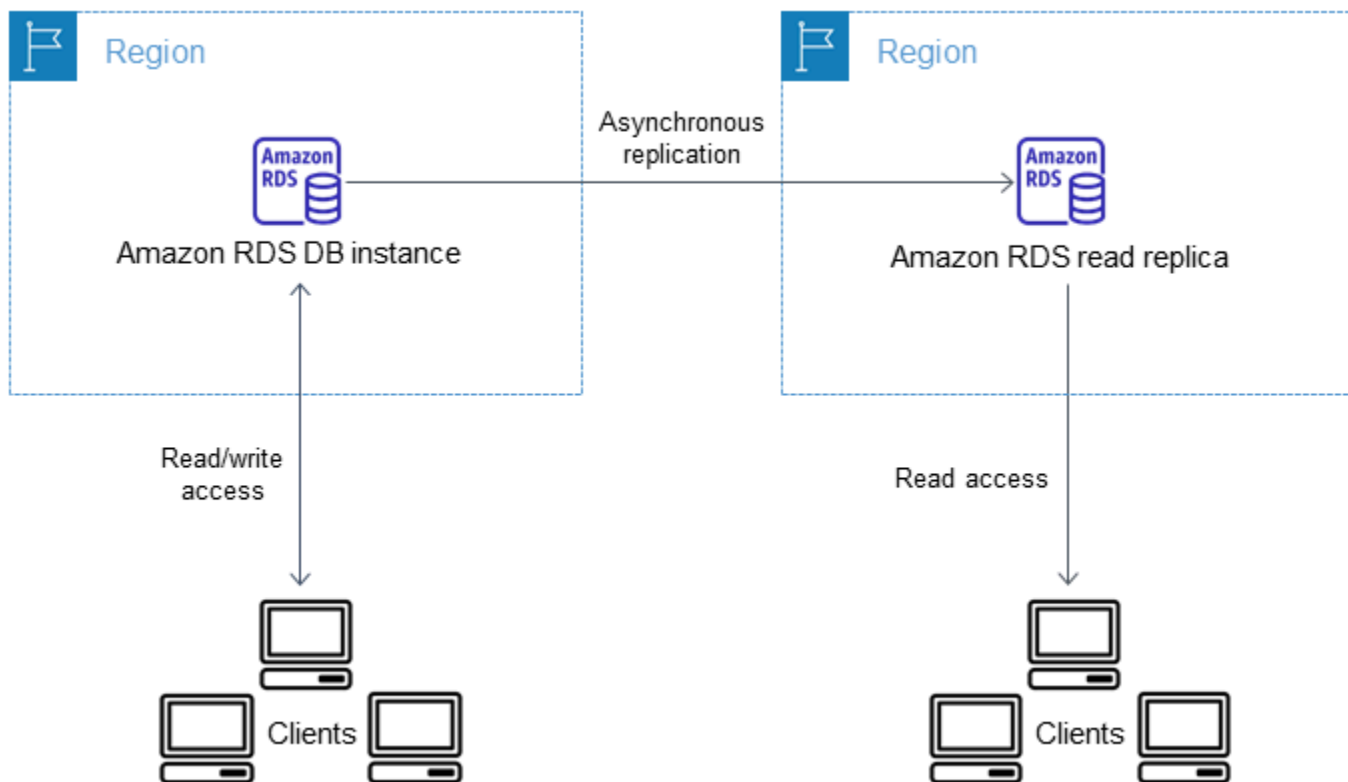 Region
Region
Asynchronous
replication
Amazon
RDS
Amazon
RDS
Amazon RDS DB instance
Amazon RDS read replica
Read/write
access
Read access
Clients
Clients